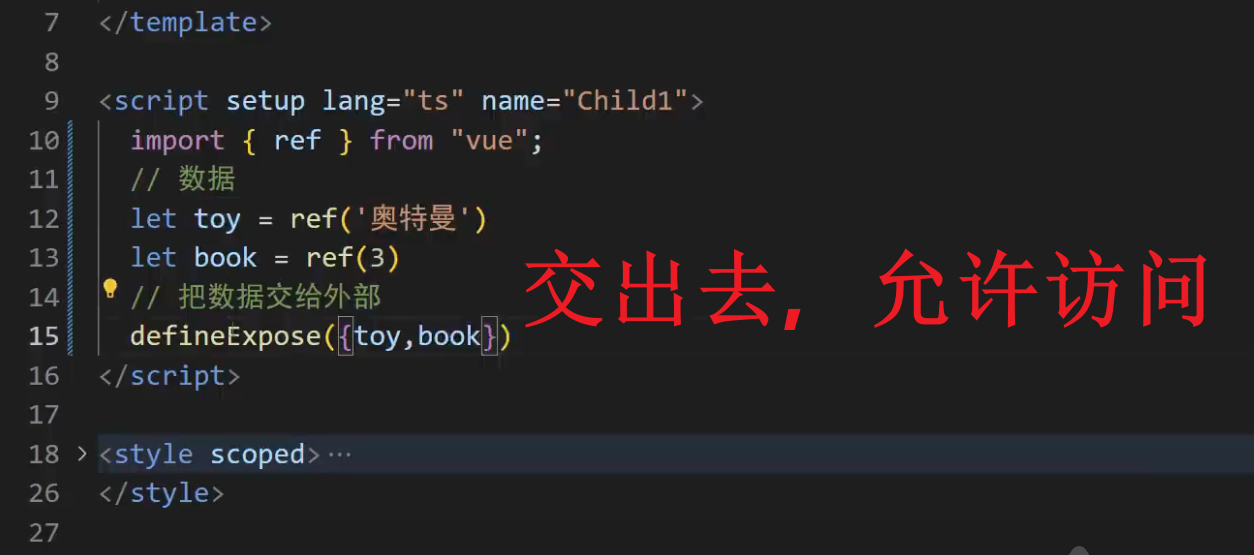 7 </template>
8
9 <script setup lang="ts" name="Child1">
10 import { ref } from "vue";
11 // 数据
12 let toy = ref('奥特曼')
13 let book = ref(3)
14 // 把数据交给外部
交出去，允许访问
15 defineExpose({toy,book})
16 </script>
17
18 > <style scoped>···
26 </style>
27